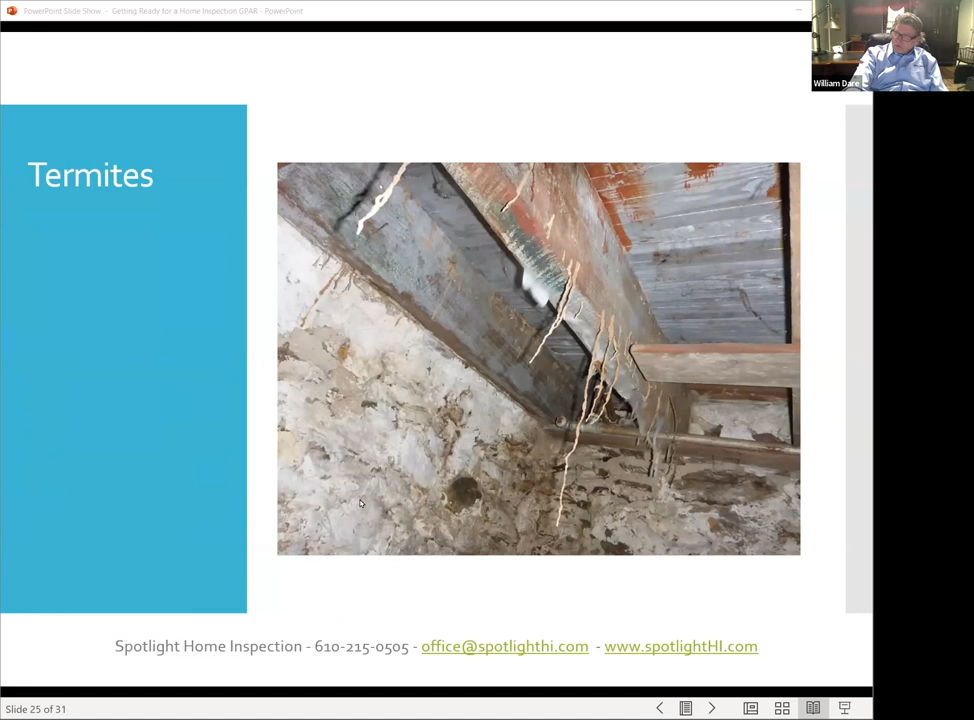 PowerPoint Slide Show - Getting Ready for a Home Inspection GPAR - PowerPoint
William Dare
Termites
Spotlight Home Inspection - 610-215-0505 - office@spotlighthi.com - www.spotlightHI.com
Slide 25 of 31